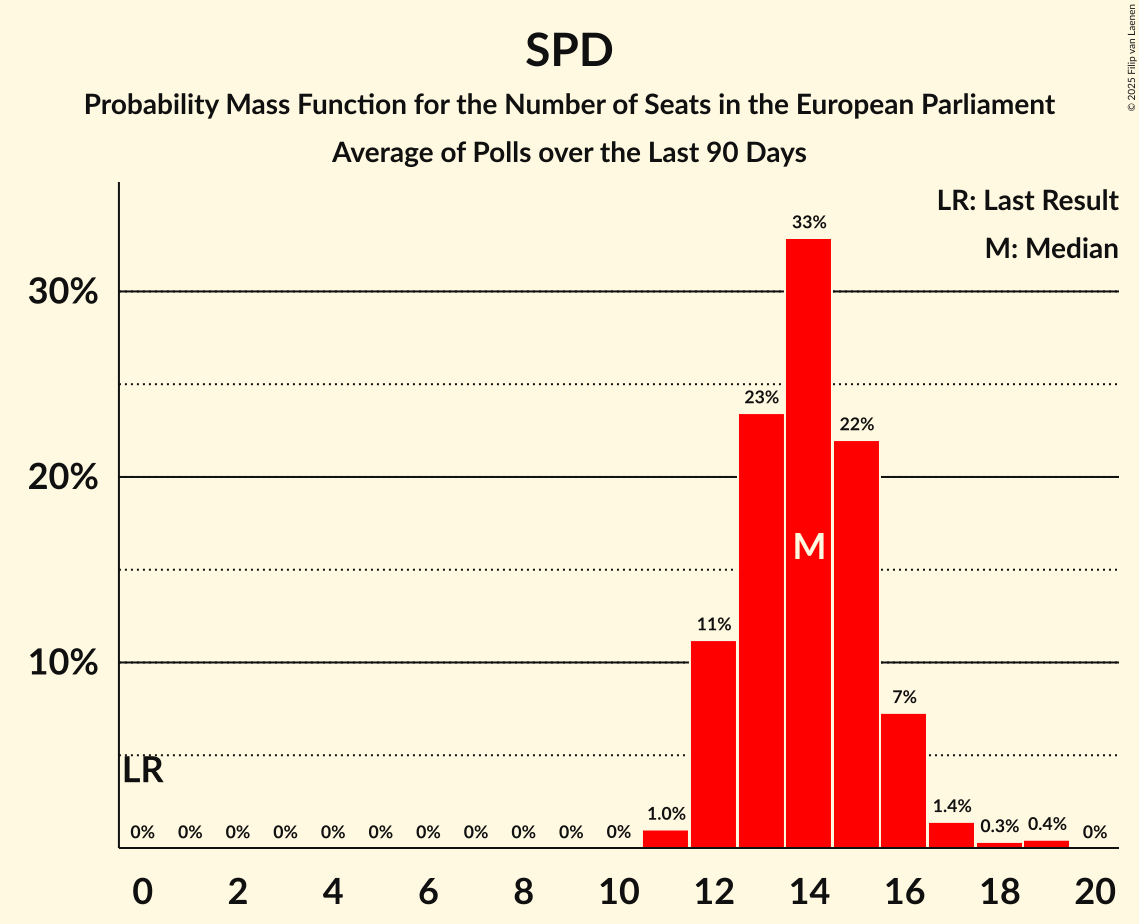 SPD
Probability Mass Function for the Number of Seats in the European Parliament
Average of Polls over the Last 90 Days
© 2025 Filip van Laenen
LR: Last Result
M: Median
30%
20%
10%
33%
23%
22%
M
11%
7%
LR
0% 0% 0% 0% 0% 0% 0% 0% 0% 0% 0% 1.0% 1.4% 0.3% 0.4% 0%
0 2 4 6 8 10 12 14 16 18 20